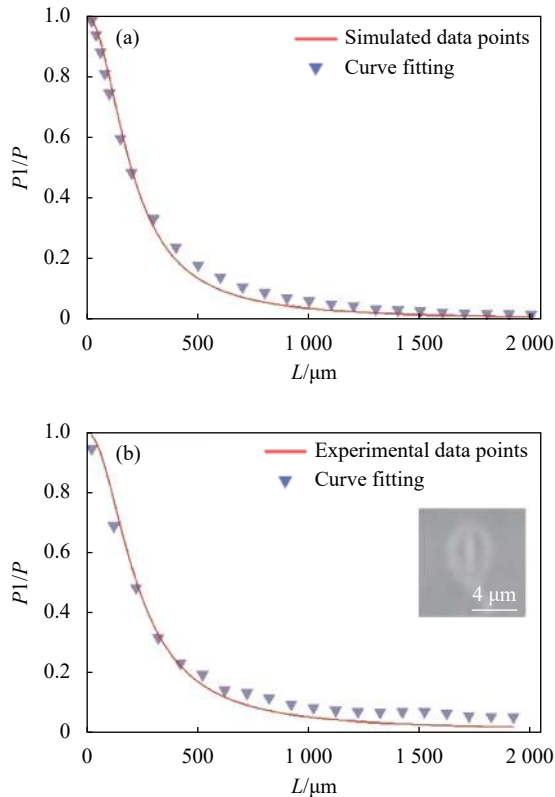 1.0
(a)
Simulated data points
Curve fitting
0.8
0.6
P1/P
0.4
0.2
0
0
500
1 000
1 500
2 000
L/μm
1.0
(b)
Experimental data points
Curve fitting
0.8
0.6
P1/P
4 μm
0.4
0.2
0
0
500
1 000
1 500
2 000
L/μm